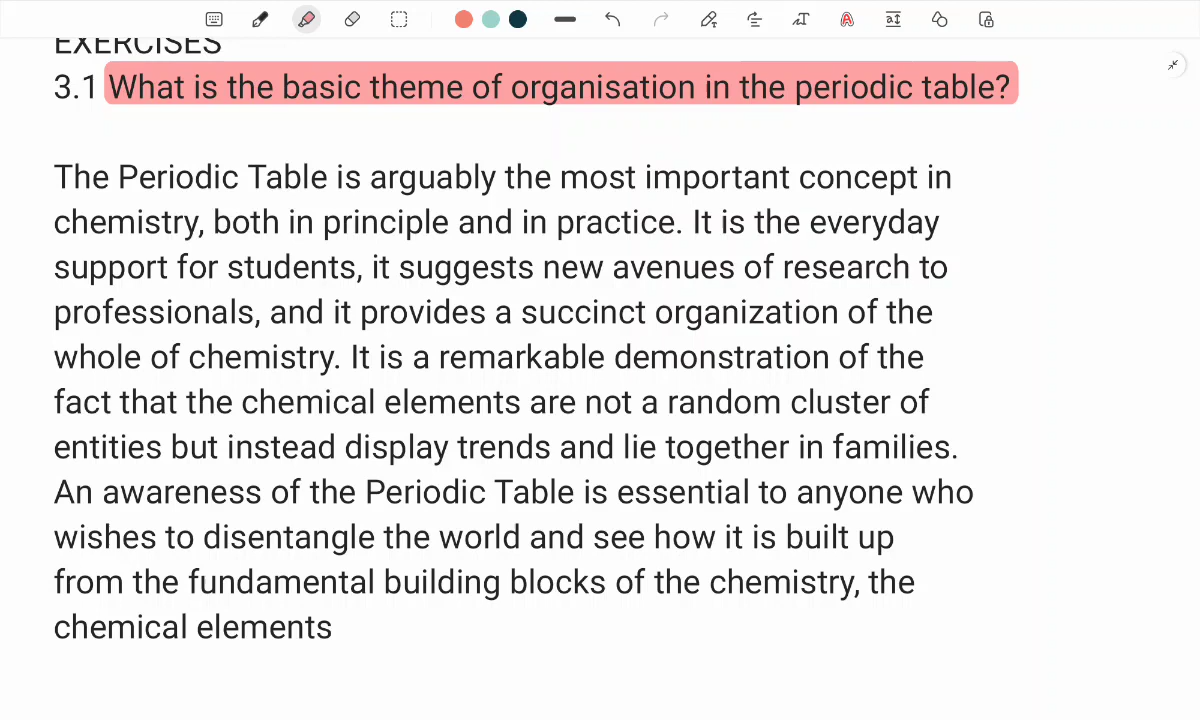 EXERCISES
3.1 What is the basic theme of organisation in the periodic table?
The Periodic Table is arguably the most important concept in
chemistry, both in principle and in practice. It is the everyday
support for students, it suggests new avenues of research to
professionals, and it provides a succinct organization of the
whole of chemistry. It is a remarkable demonstration of the
fact that the chemical elements are not a random cluster of
entities but instead display trends and lie together in families.
An awareness of the Periodic Table is essential to anyone who
wishes to disentangle the world and see how it is built up
from the fundamental building blocks of the chemistry, the
chemical elements